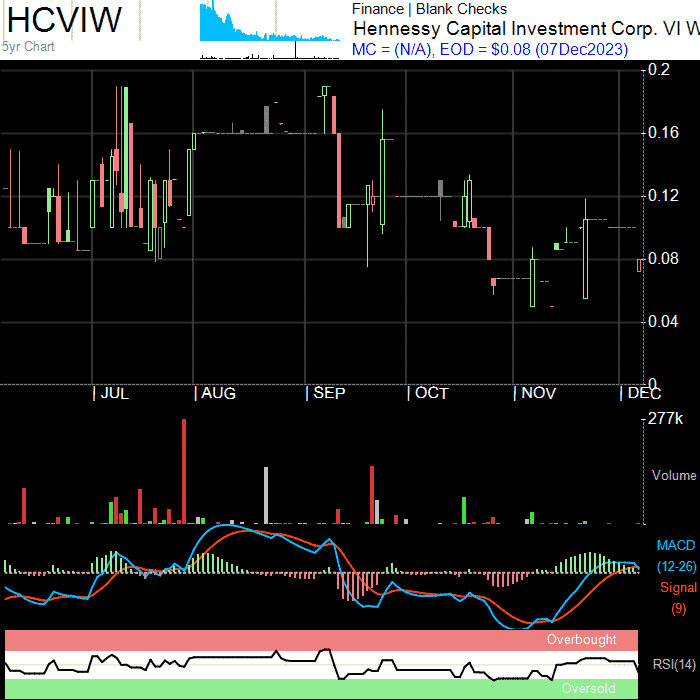 HCVIW
5yr Chart
Finance | Blank Checks
Hennessy Capital Investment Corp. VI W
MC = (N/A), EOD = $0.08 (07Dec2023)
0.2
0.16
0.12
0.08
0.04
0
JUL AUG SEP OCT NOV DEC
277k
Volume
MACD
(12-26)
Signal
(9)
Overbought
RSI(14)
Oversold